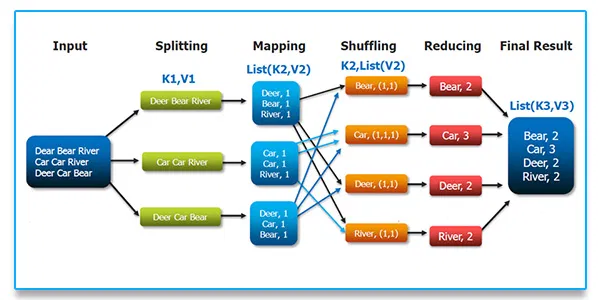 Input
Splitting
Mapping
Shuffling
Reducing
Final Result
K1,V1
List(K2,V2)
K2,List(V2)
List(K3,V3)
Dear Bear River
Car Car River
Deer Car Bear
Deer Bear River
Car Car River
Deer Car Bear
Deer, 1
Bear, 1
River, 1
Car, 1
Car, 1
River, 1
Deer, 1
Car, 1
Bear, 1
Bear, (1,1)
Car, (1,1,1)
Deer, (1,1)
River, (1,1)
Bear, 2
Car, 3
Deer, 2
River, 2
Bear, 2
Car, 3
Deer, 2
River, 2